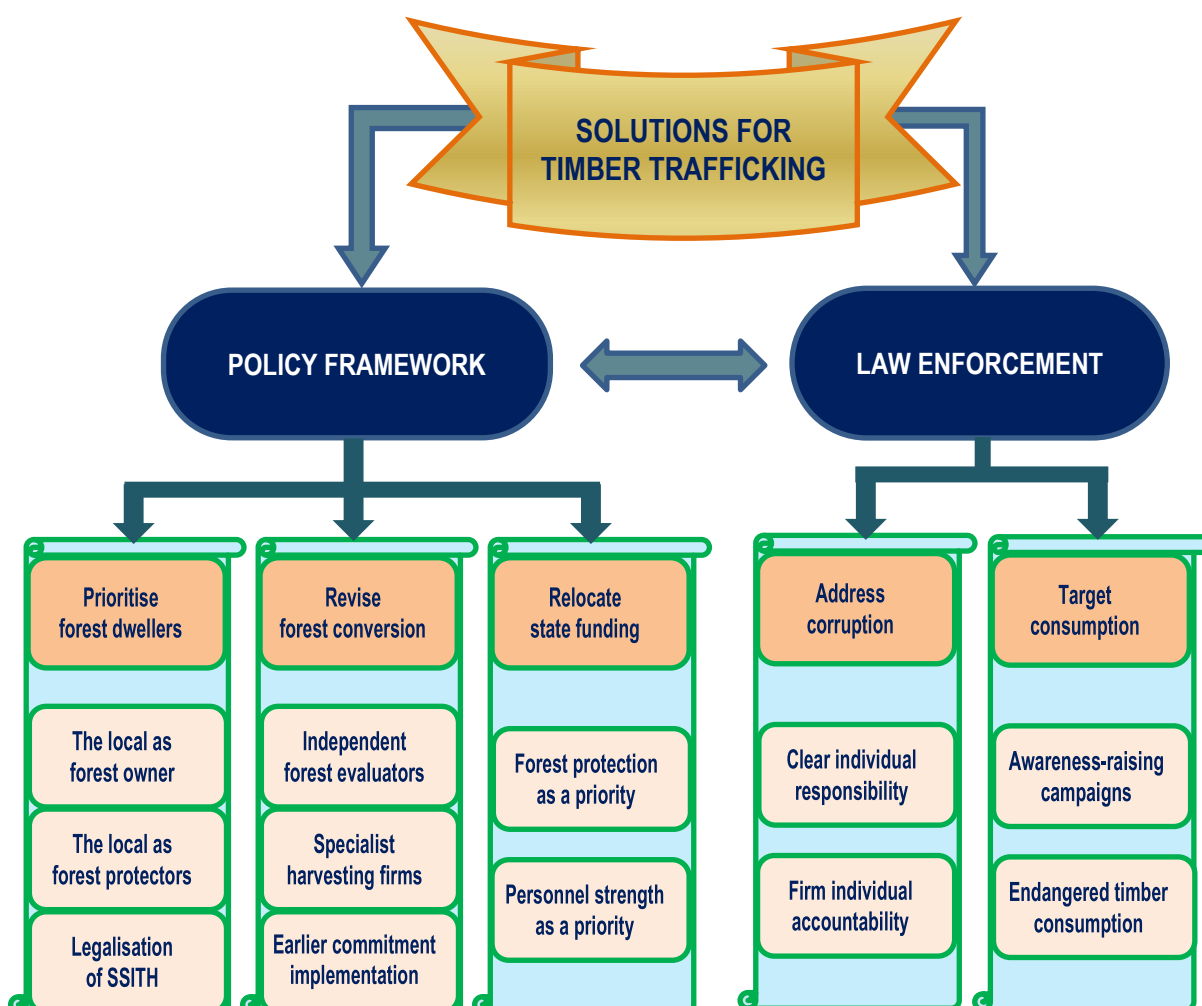 SOLUTIONS FOR
TIMBER TRAFFICKING
POLICY FRAMEWORK
LAW ENFORCEMENT
Prioritise
forest dwellers
The local as
forest owner
The local as
forest protectors
Legalisation
of SSITH
Revise
forest conversion
Independent
forest evaluators
Specialist
harvesting firms
Earlier commitment
implementation
Relocate
state funding
Forest protection
as a priority
Personnel strength
as a priority
Address
corruption
Clear individual
responsibility
Firm individual
accountability
Target
consumption
Awareness-raising
campaigns
Endangered timber
consumption